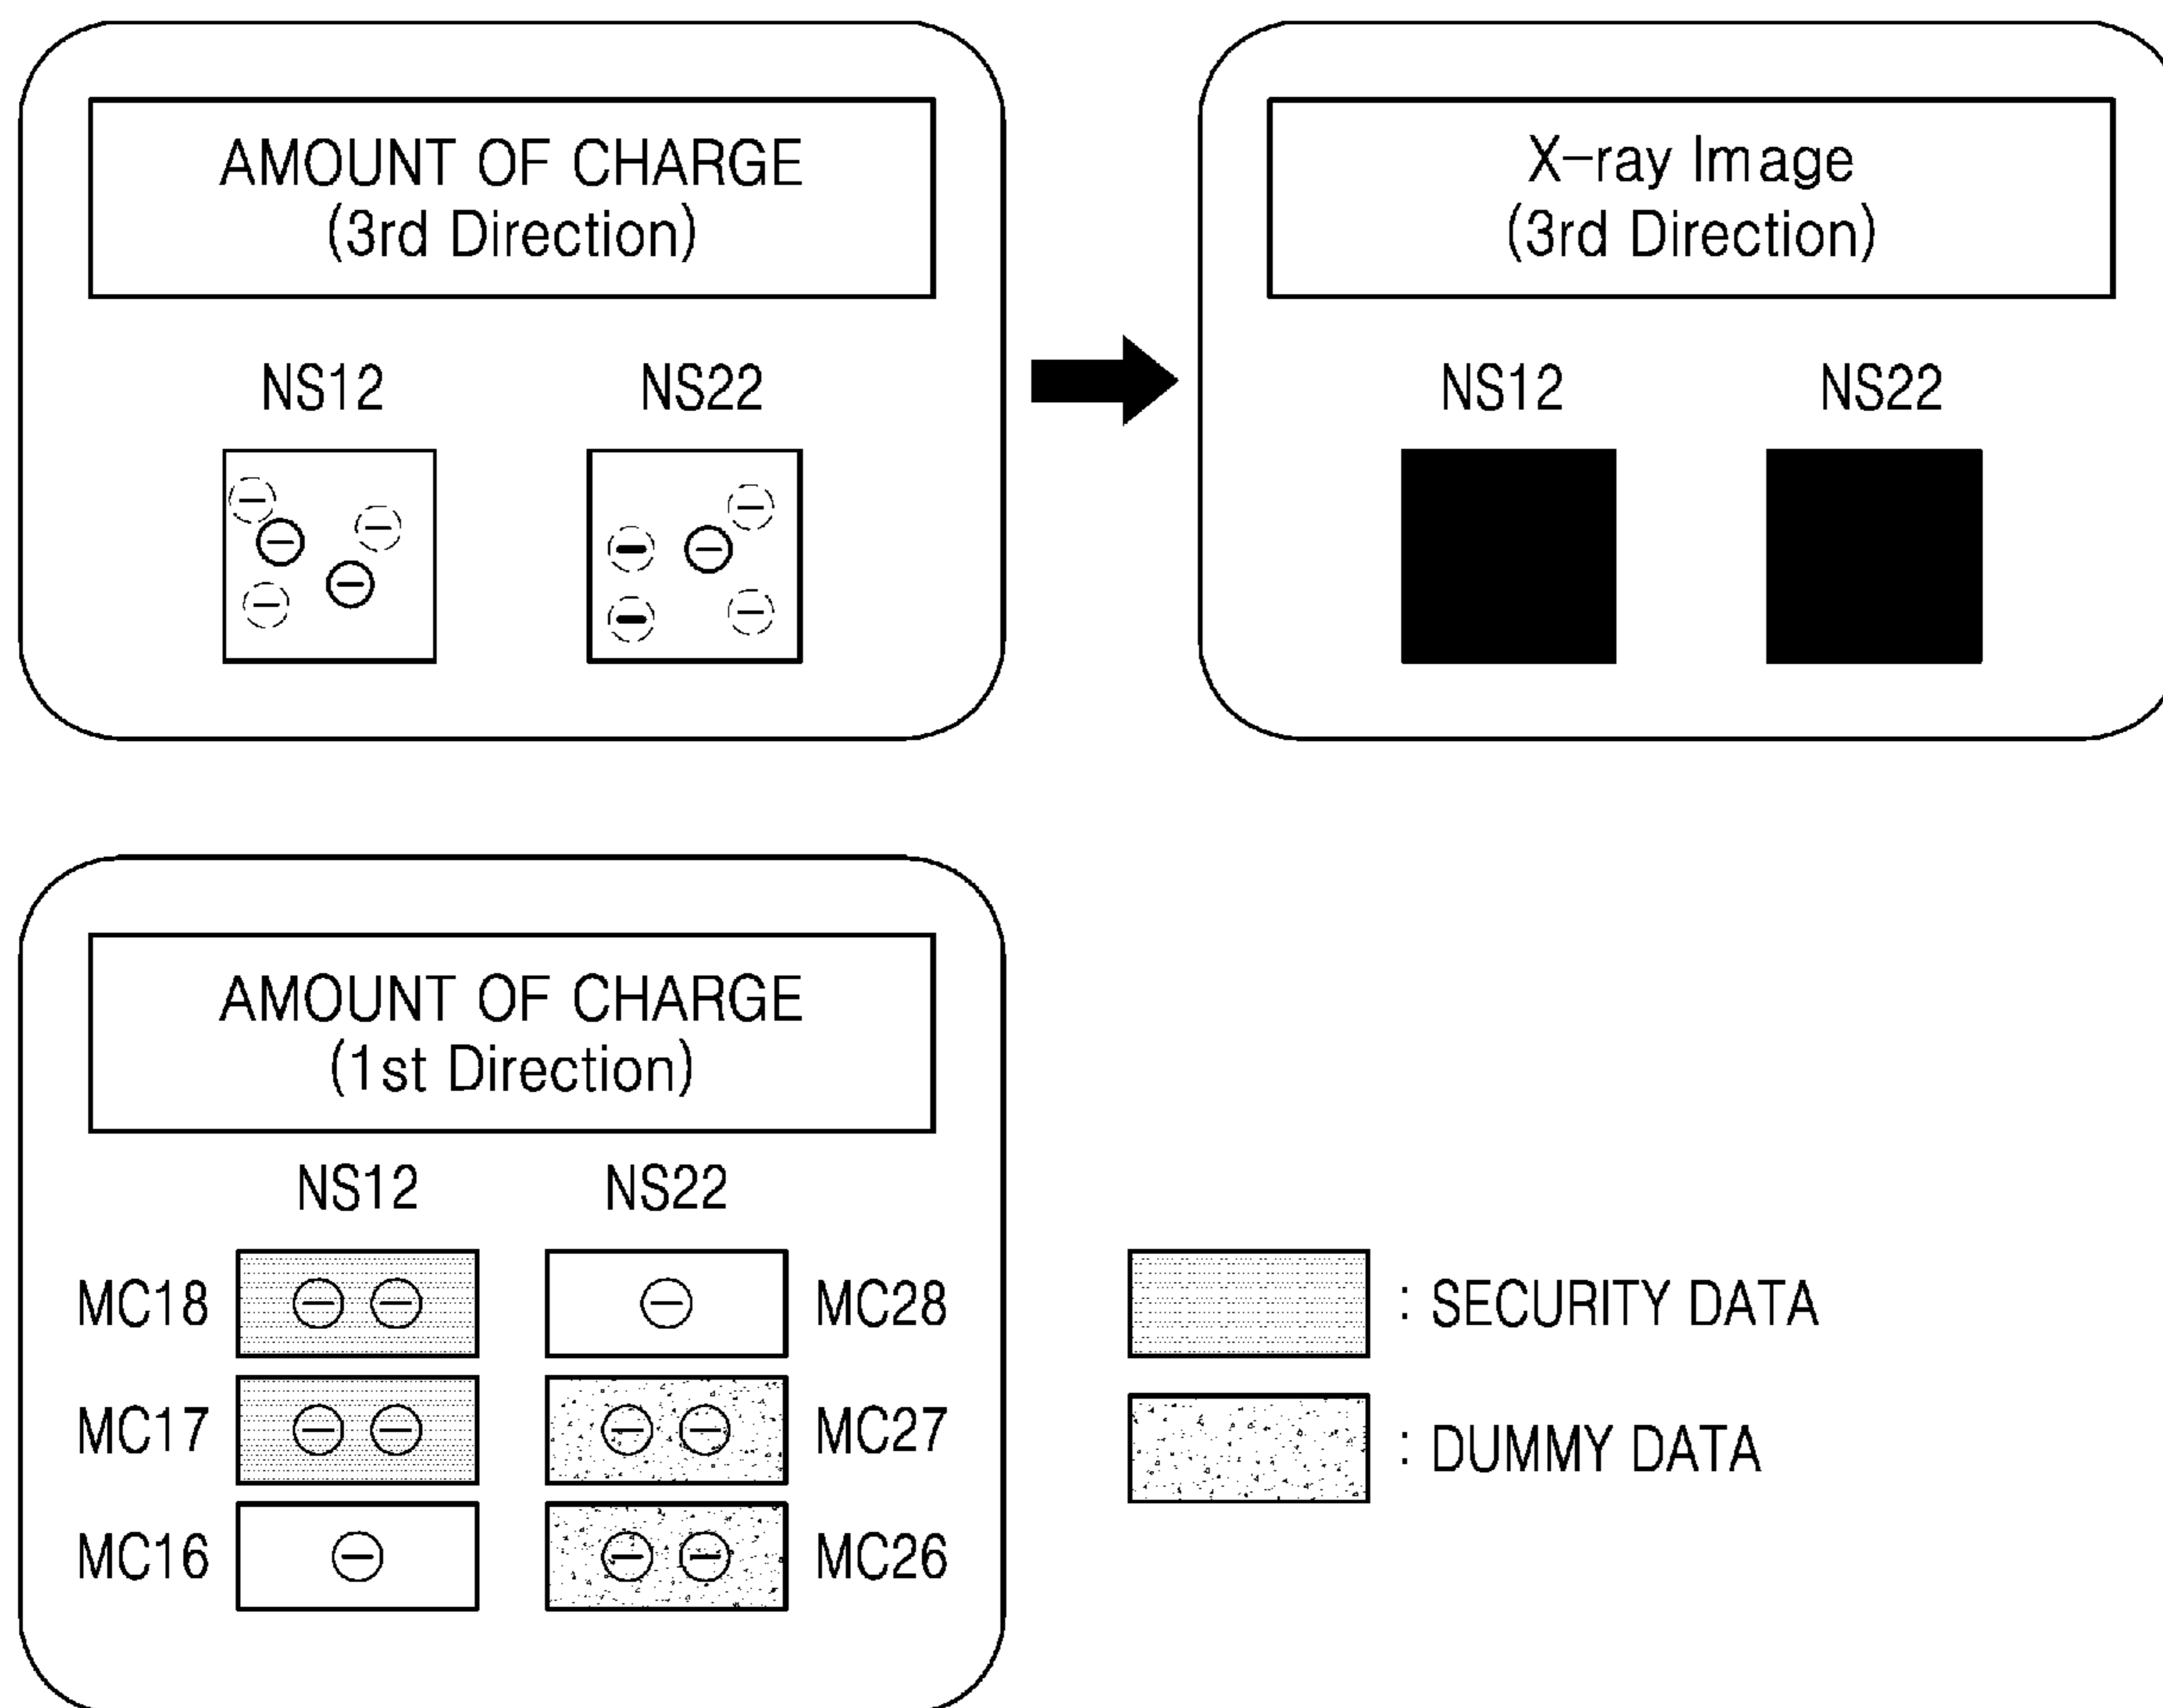 AMOUNT OF CHARGE
(3rd Direction)
NS12 NS22
X-ray Image
(3rd Direction)
NS12 NS22
AMOUNT OF CHARGE
(1st Direction)
NS12 NS22
MC18 MC28
MC17 MC27
MC16 MC26
: SECURITY DATA
: DUMMY DATA